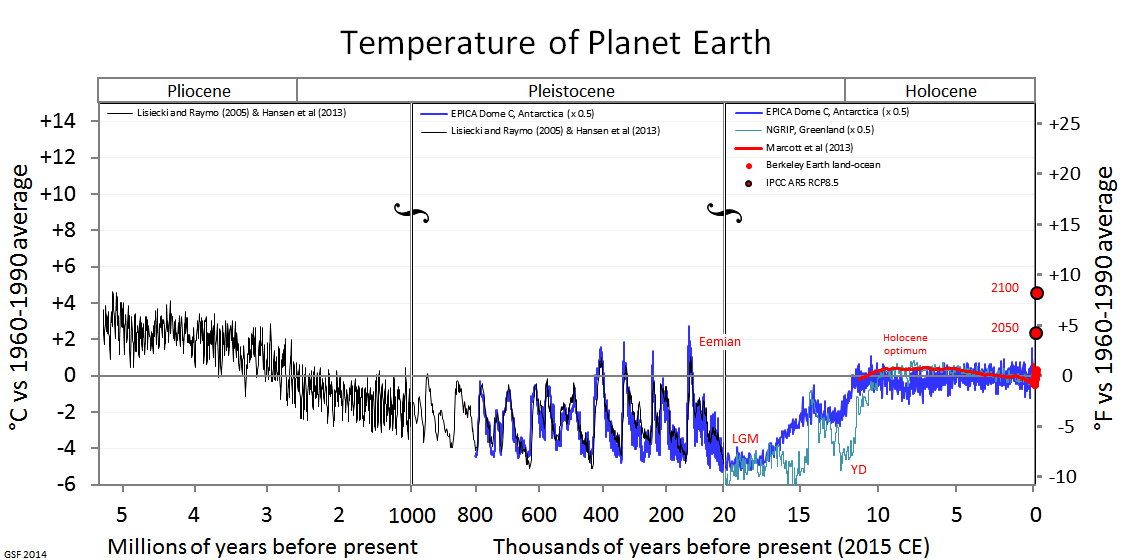 Temperature of Planet Earth
Pliocene
Pleistocene
Holocene
Lisiecki and Raymo (2005) & Hansen et al (2013)
EPICA Dome C, Antarctica (x 0.5)
Lisiecki and Raymo (2005) & Hansen et al (2013)
EPICA Dome C, Antarctica (x 0.5)
NGRIP, Greenland (x 0.5)
Marcott et al (2013)
Berkeley Earth land-ocean
IPCC AR5 RCP8.5
°C vs 1960-1990 average
+14
+12
+10
+8
+6
+4
+2
0
-2
-4
-6
Eemian
LGM
YD
Holocene
optimum
2100
2050
+25
+20
+15
+10
+5
0
-5
-10
°F vs 1960-1990 average
5 4 3 2 1000 800 600 400 200 20 15 10 5 0
Millions of years before present
Thousands of years before present (2015 CE)
GSF 2014